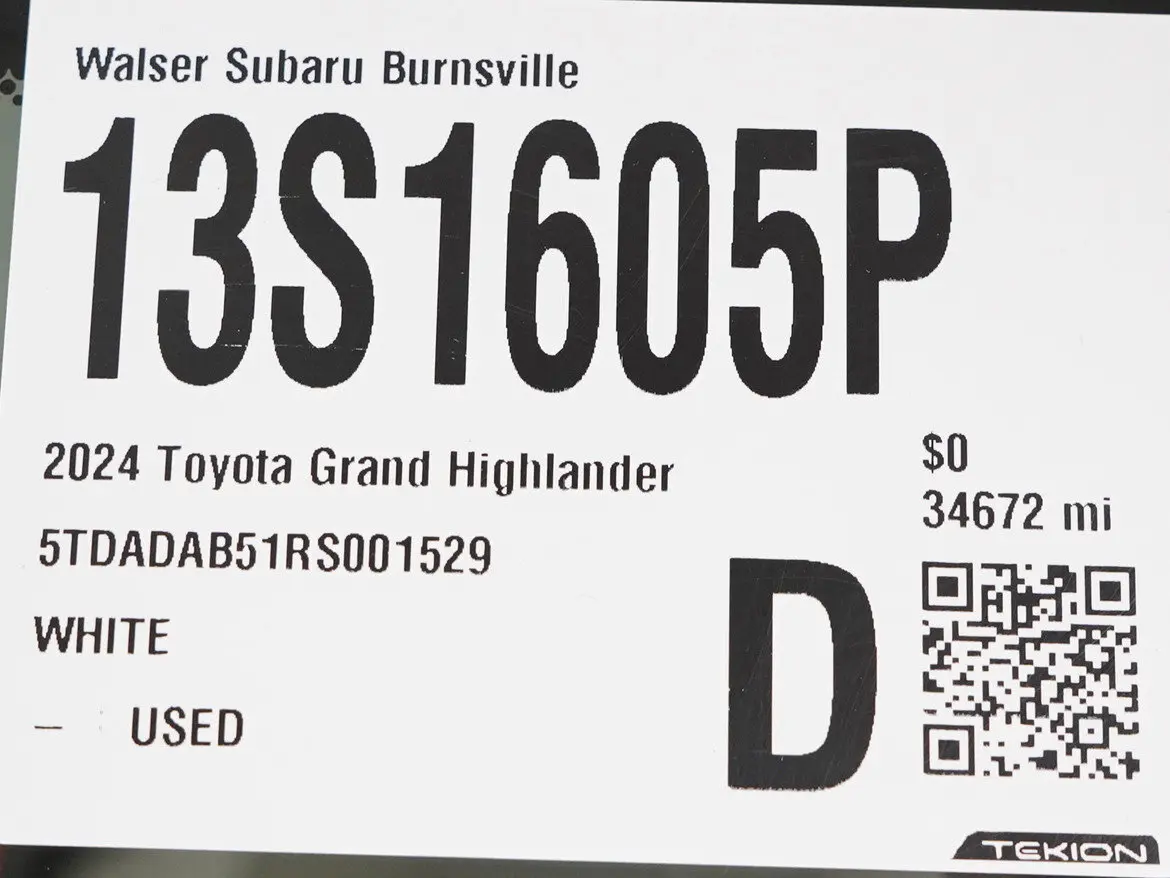 Walser Subaru Burnsville
13S1605P
2024 Toyota Grand Highlander
$0
34672 mi
5TDADAB51RS001529
WHITE
D
– USED
TEKION